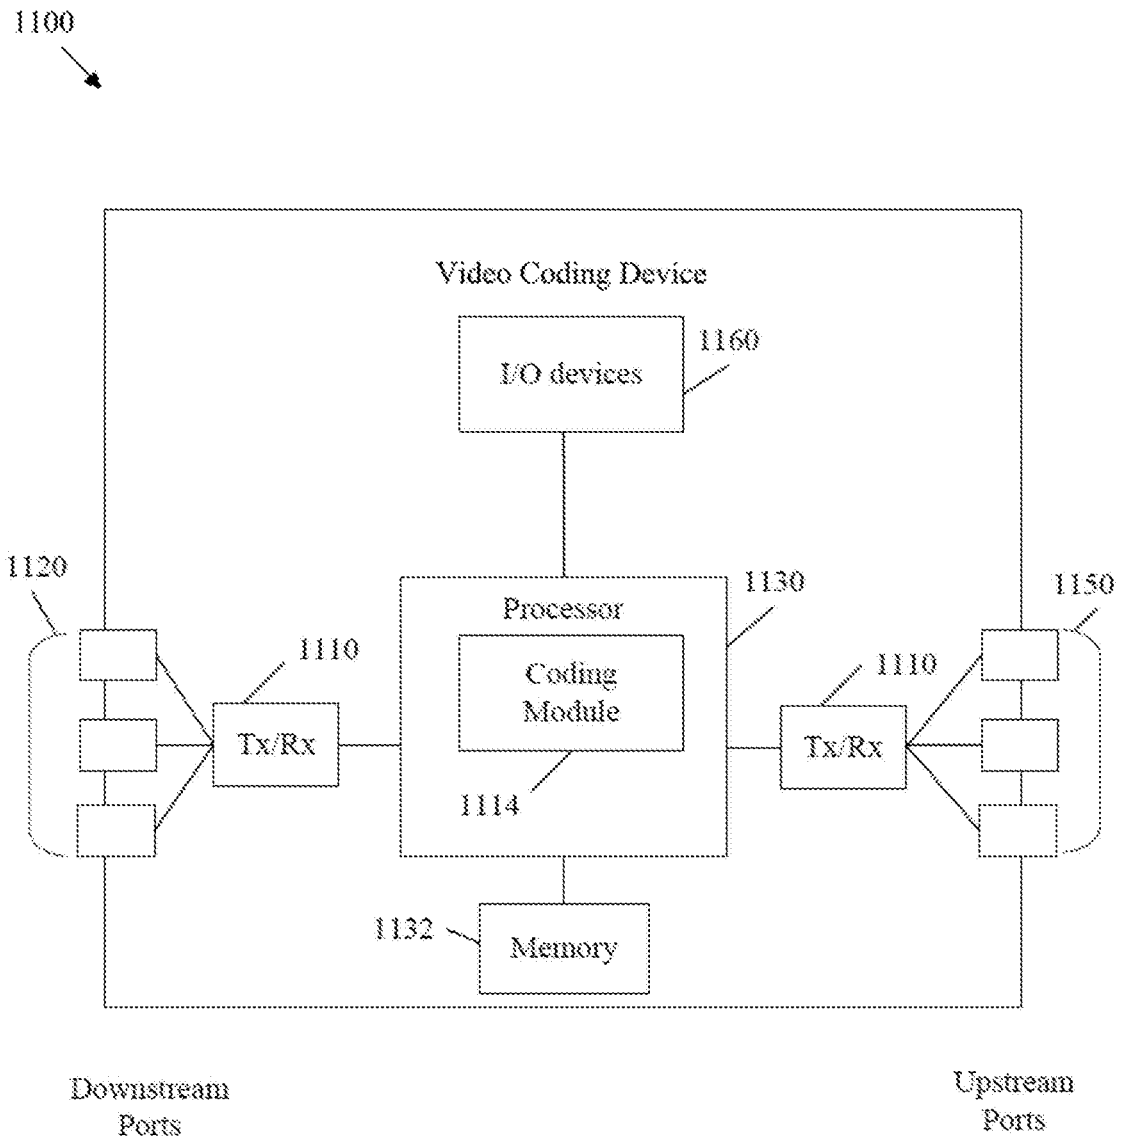 1100
Video Coding Device
I/O devices
1160
1120
Processor
1130
1150
1110
Coding
Module
1110
Tx/Rx
Tx/Rx
1114
1132
Memory
Downstream
Ports
Upstream
Ports